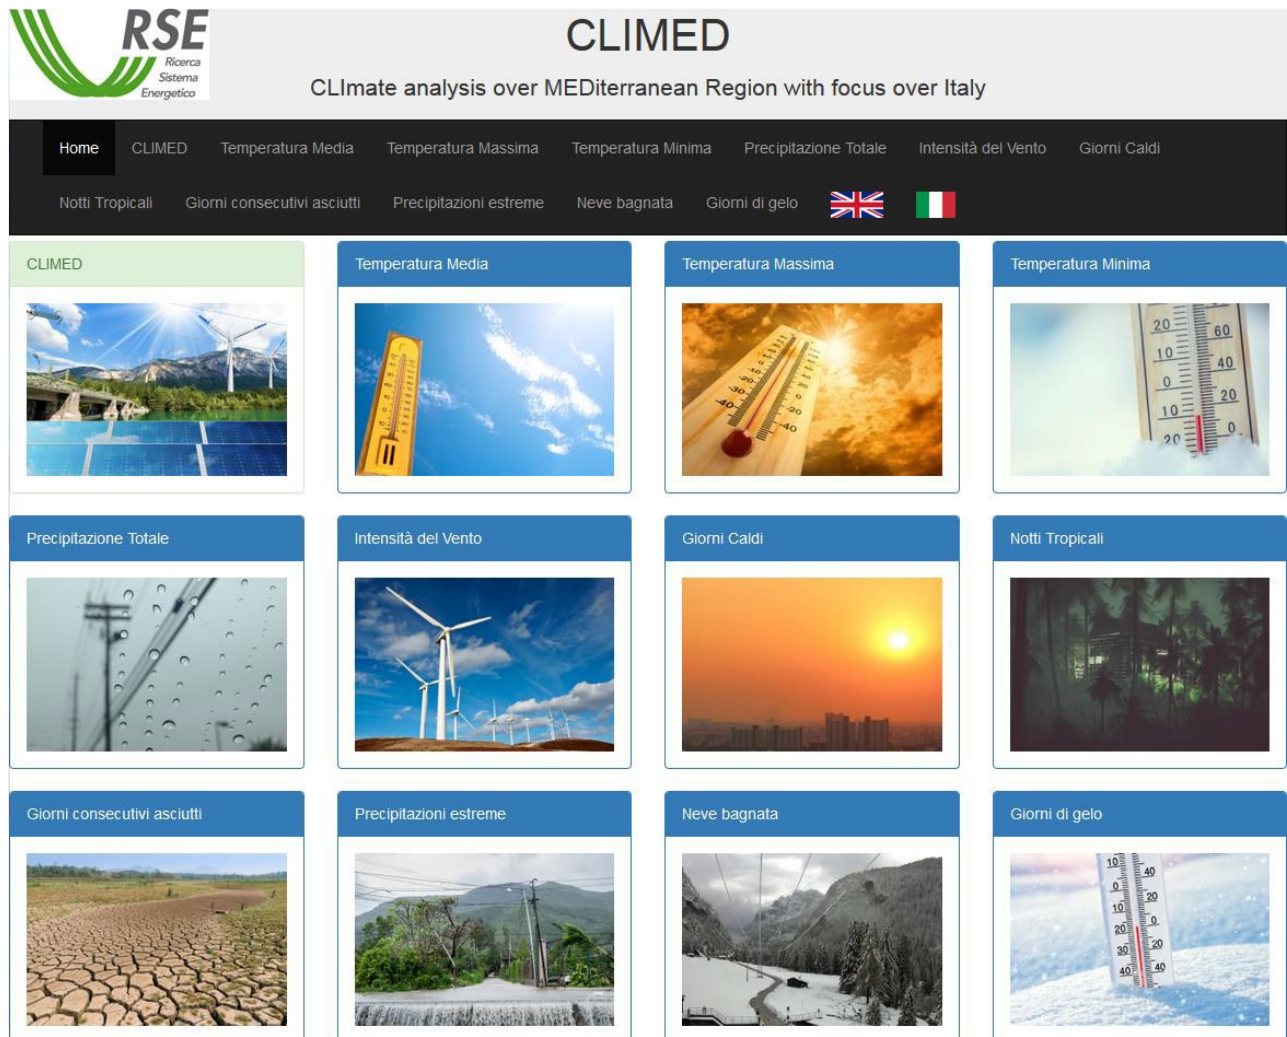 RSE
Ricerca
Sistema
Energetico
CLIMED
CLImate analysis over MEDiterranean Region with focus over Italy
Home CLIMED Temperatura Media Temperatura Massima Temperatura Minima Precipitazione Totale Intensità del Vento Giorni Caldi
Notti Tropicali Giorni consecutivi asciutti Precipitazioni estreme Neve bagnata Giorni di gelo
CLIMED
Temperatura Media
Temperatura Massima
Temperatura Minima
Precipitazione Totale
Intensità del Vento
Giorni Caldi
Notti Tropicali
Giorni consecutivi asciutti
Precipitazioni estreme
Neve bagnata
Giorni di gelo